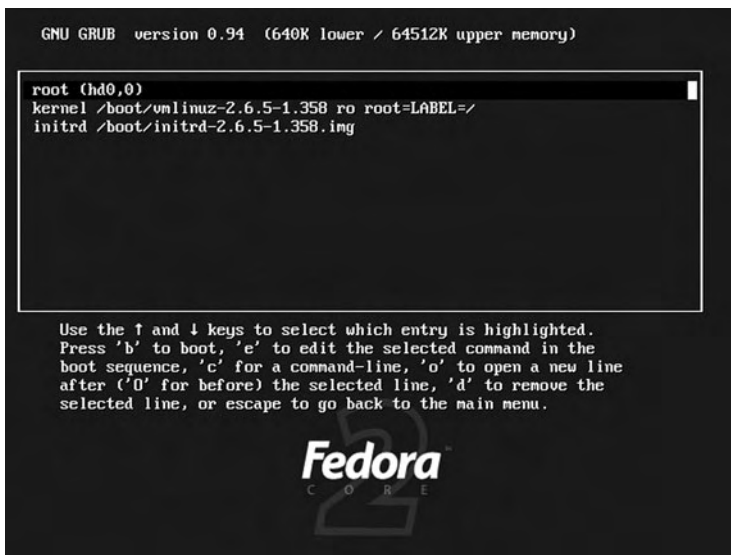 GNU GRUB version 0.94 (640K lower / 64512K upper memory)
root (hd0,0)
kernel /boot/vmlinuz-2.6.5-1.358 ro root=LABEL=/
initrd /boot/initrd-2.6.5-1.358.img
Use the ↑ and ↓ keys to select which entry is highlighted.
Press 'b' to boot, 'e' to edit the selected command in the
boot sequence, 'c' for a command-line, 'o' to open a new line
after ('O' for before) the selected line, 'd' to remove the
selected line, or escape to go back to the main menu.
Fedora™
CORE
2